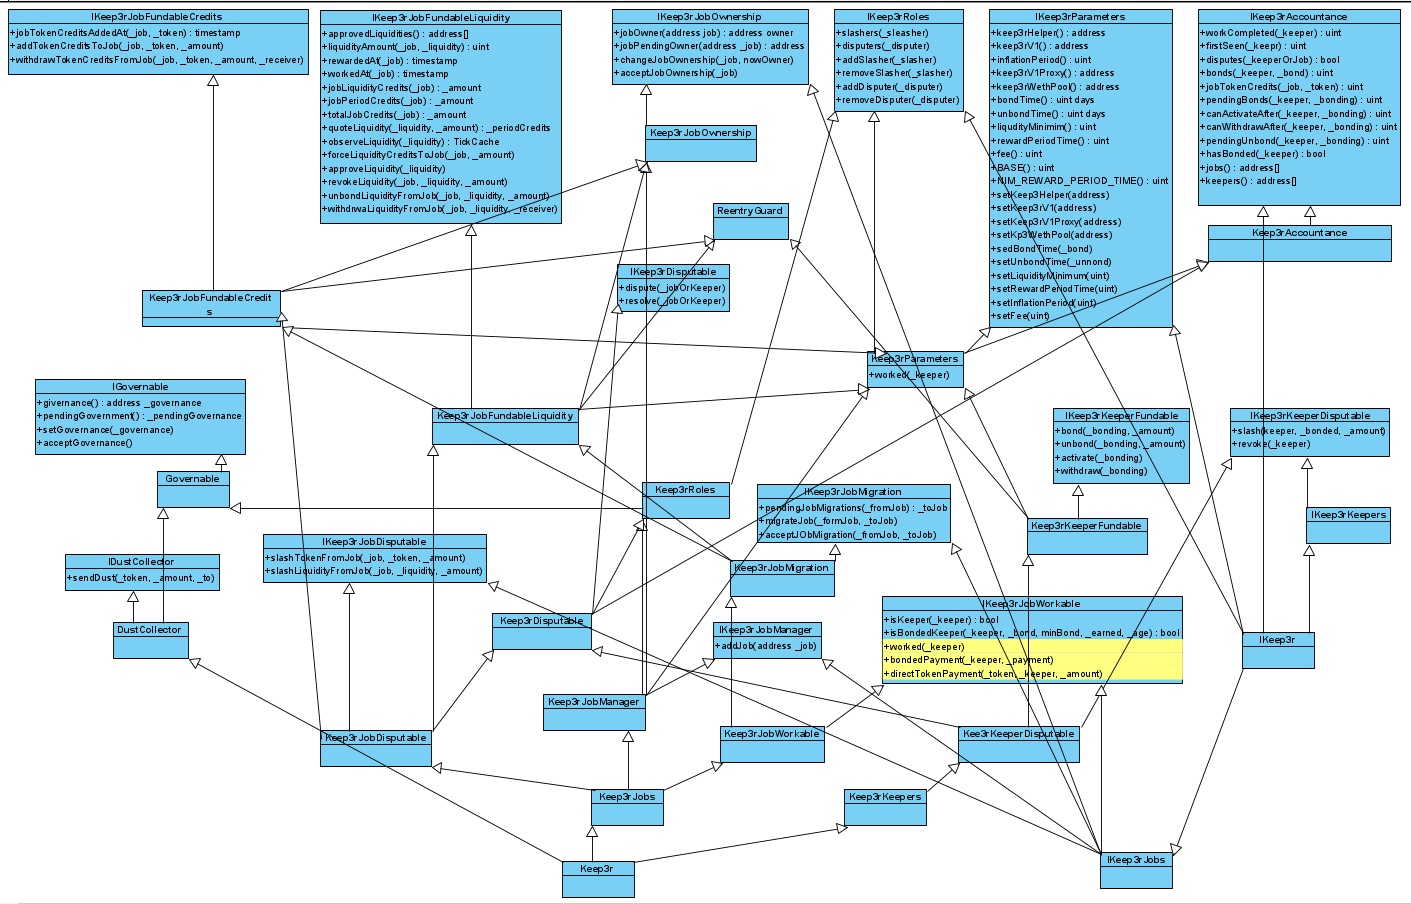 IKeep3rJobFundableCredits
+jobTokenCreditsAddedAt(_job, _token) : timestamp
+addTokenCreditsToJob(_job, _token, _amount)
+withdrawTokenCreditsFromJob(_job, _token, _amount, _receiver)
IKeep3rJobFundableLiquidity
+approvedLiquidities() : address[]
+liquidityAmount(_job, _liquidity) : uint
+rewardedAt(_job) : timestamp
+workedAt(_job) : timestamp
+jobLiquidityCredits(_job) : _amount
+jobPeriodCredits(_job) : _amount
+totalJobCredits(_job) : _amount
+quoteLiquidity(_liquidity, _amount) : _periodCredits
+observeLiquidity(_liquidity) : TickCache
+forceLiquidityCreditsToJob(_job, _amount)
+approveLiquidity(_liquidity)
+revokeLiquidity(_job, _liquidity, _amount)
+unbondLiquidityFromJob(_job, _liquidity, _amount)
+withdrwaLiquidityFromJob(_job, _liquidity, _receiver)
IKeep3rJobOwnership
+jobOwner(address job) : address owner
+jobPendingOwner(address _job) : address
+changeJobOwnership(_job, nowOwner)
+acceptJobOwnership(_job)
IKeep3rRoles
+slashers(_sleasher)
+disputers(_disputer)
+addSlasher(_slasher)
+removeSlasher(_slasher)
+addDisputer(_disputer)
+removeDisputer(_disputer)
IKeep3rParameters
+keep3rHelper() : address
+keep3rV1() : address
+inflationPeriod() : uint
+keep3rV1Proxy() : address
+keep3rWethPool() : address
+bondTime() : uint days
+unbondTime() : uint days
+liquidityMinimim() : uint
+rewardPeriodTime() : uint
+fee() : uint
+BASE() : uint
+MIM_REWARD_PERIOD_TIME() : uint
+setKeep3Helper(address)
+setKeep3rV1(address)
+setKeep3rV1Proxy(address)
+setKp3WethPool(address)
+sedBondTime(_bond)
+setUnbondTime(_unnond)
+setLiquidityMinimum(uint)
+setRewardPeriodTime(uint)
+setInflationPeriod(uint)
+setFee(uint)
IKeep3rAccountance
+workCompleted(_keeper) : uint
+firstSeen(_keepr) : uint
+disputes(_keeperOrJob) : bool
+bonds(_keeper, _bond) : uint
+jobTokenCredits(_job, _token) : uint
+pendingBonds(_keeper, _bonding) : uint
+canActivateAfter(_keeper, _bonding) : uint
+canWithdrawAfter(_keeper, _bonding) : uint
+pendingUnbond(_keeper, _bonding) : uint
+hasBonded(_keeper) : bool
+jobs() : address[]
+keepers() : address[]
Keep3rJobOwnership
ReentryGuard
Keep3rAccountance
IKeep3rDisputable
+dispute(_jobOrKeeper)
+resolve(_jobOrKeeper)
Keep3rJobFundableCredit
s
Keep3rParameters
+worked(_keeper)
IGovernable
+giverance() : address _governance
+pendingGovernment() : _pendingGovernance
+setGovernance(_governance)
+acceptGovernance()
Keep3rJobFundableLiquidity
IKeep3rKeeperFundable
+bond(_bonding, _amount)
+unbond(_bonding, _amount)
+activate(_bonding)
+withdraw(_bonding)
IKeep3rKeeperDisputable
+slash(keeper, _bonded, _amount)
+revoke(_keeper)
Governable
Keep3rRoles
IKeep3rJobMigration
+pendingJobMigrations(_fromJob) : _toJob
+migrateJob(_formJob, _toJob)
+acceptJObMigration(_fromJob, _toJob)
Keep3rKeeperFundable
IKeep3rKeepers
IKeep3rJobDisputable
+slashTokenFromJob(_job, _token, _amount)
+slashLiquidityFromJob(_job, _liquidity, _amount)
IDustCollector
+sendDust(_token, _amount, _to)
Keep3rJobMigration
IKeep3rJobWorkable
+isKeeper(_keeper) : bool
+isBondedKeeper(_keeper, _bond, minBond, _earned, _age) : bool
+worked(_keeper)
+bondedPayment(_keeper, _payment)
+directTokenPayment(_token, _keeper, _amount)
DustCollector
Keep3rDisputable
IKeep3rJobManager
+addJob(address _job)
IKeep3r
Keep3rJobManager
Keep3rJobDisputable
Keep3rJobWorkable
Kee3rKeeperDisputable
Keep3rJobs
Keep3rKeepers
Keep3r
IKeep3rJobs